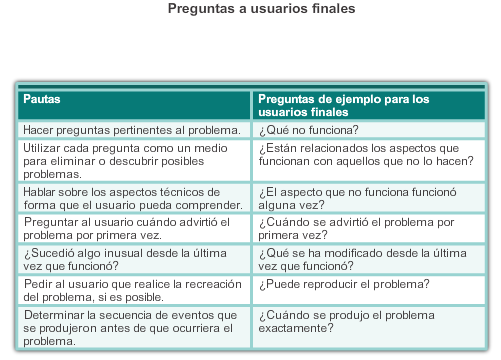 Preguntas a usuarios finales
Pautas
Preguntas de ejemplo para los
usuarios finales
Hacer preguntas pertinentes al problema.
¿Qué no funciona?
Utilizar cada pregunta como un medio
para eliminar o descubrir posibles
problemas.
¿Están relacionados los aspectos que
funcionan con aquellos que no lo hacen?
Hablar sobre los aspectos técnicos de
forma que el usuario pueda comprender.
¿El aspecto que no funciona funcionó
alguna vez?
Preguntar al usuario cuándo advirtió el
problema por primera vez.
¿Cuándo se advirtió el problema por
primera vez?
¿Sucedió algo inusual desde la última
vez que funcionó?
¿Qué se ha modificado desde la última
vez que funcionó?
Pedir al usuario que realice la recreación
del problema, si es posible.
¿Puede reproducir el problema?
Determinar la secuencia de eventos que
se produjeron antes de que ocurriera el
problema.
¿Cuándo se produjo el problema
exactamente?